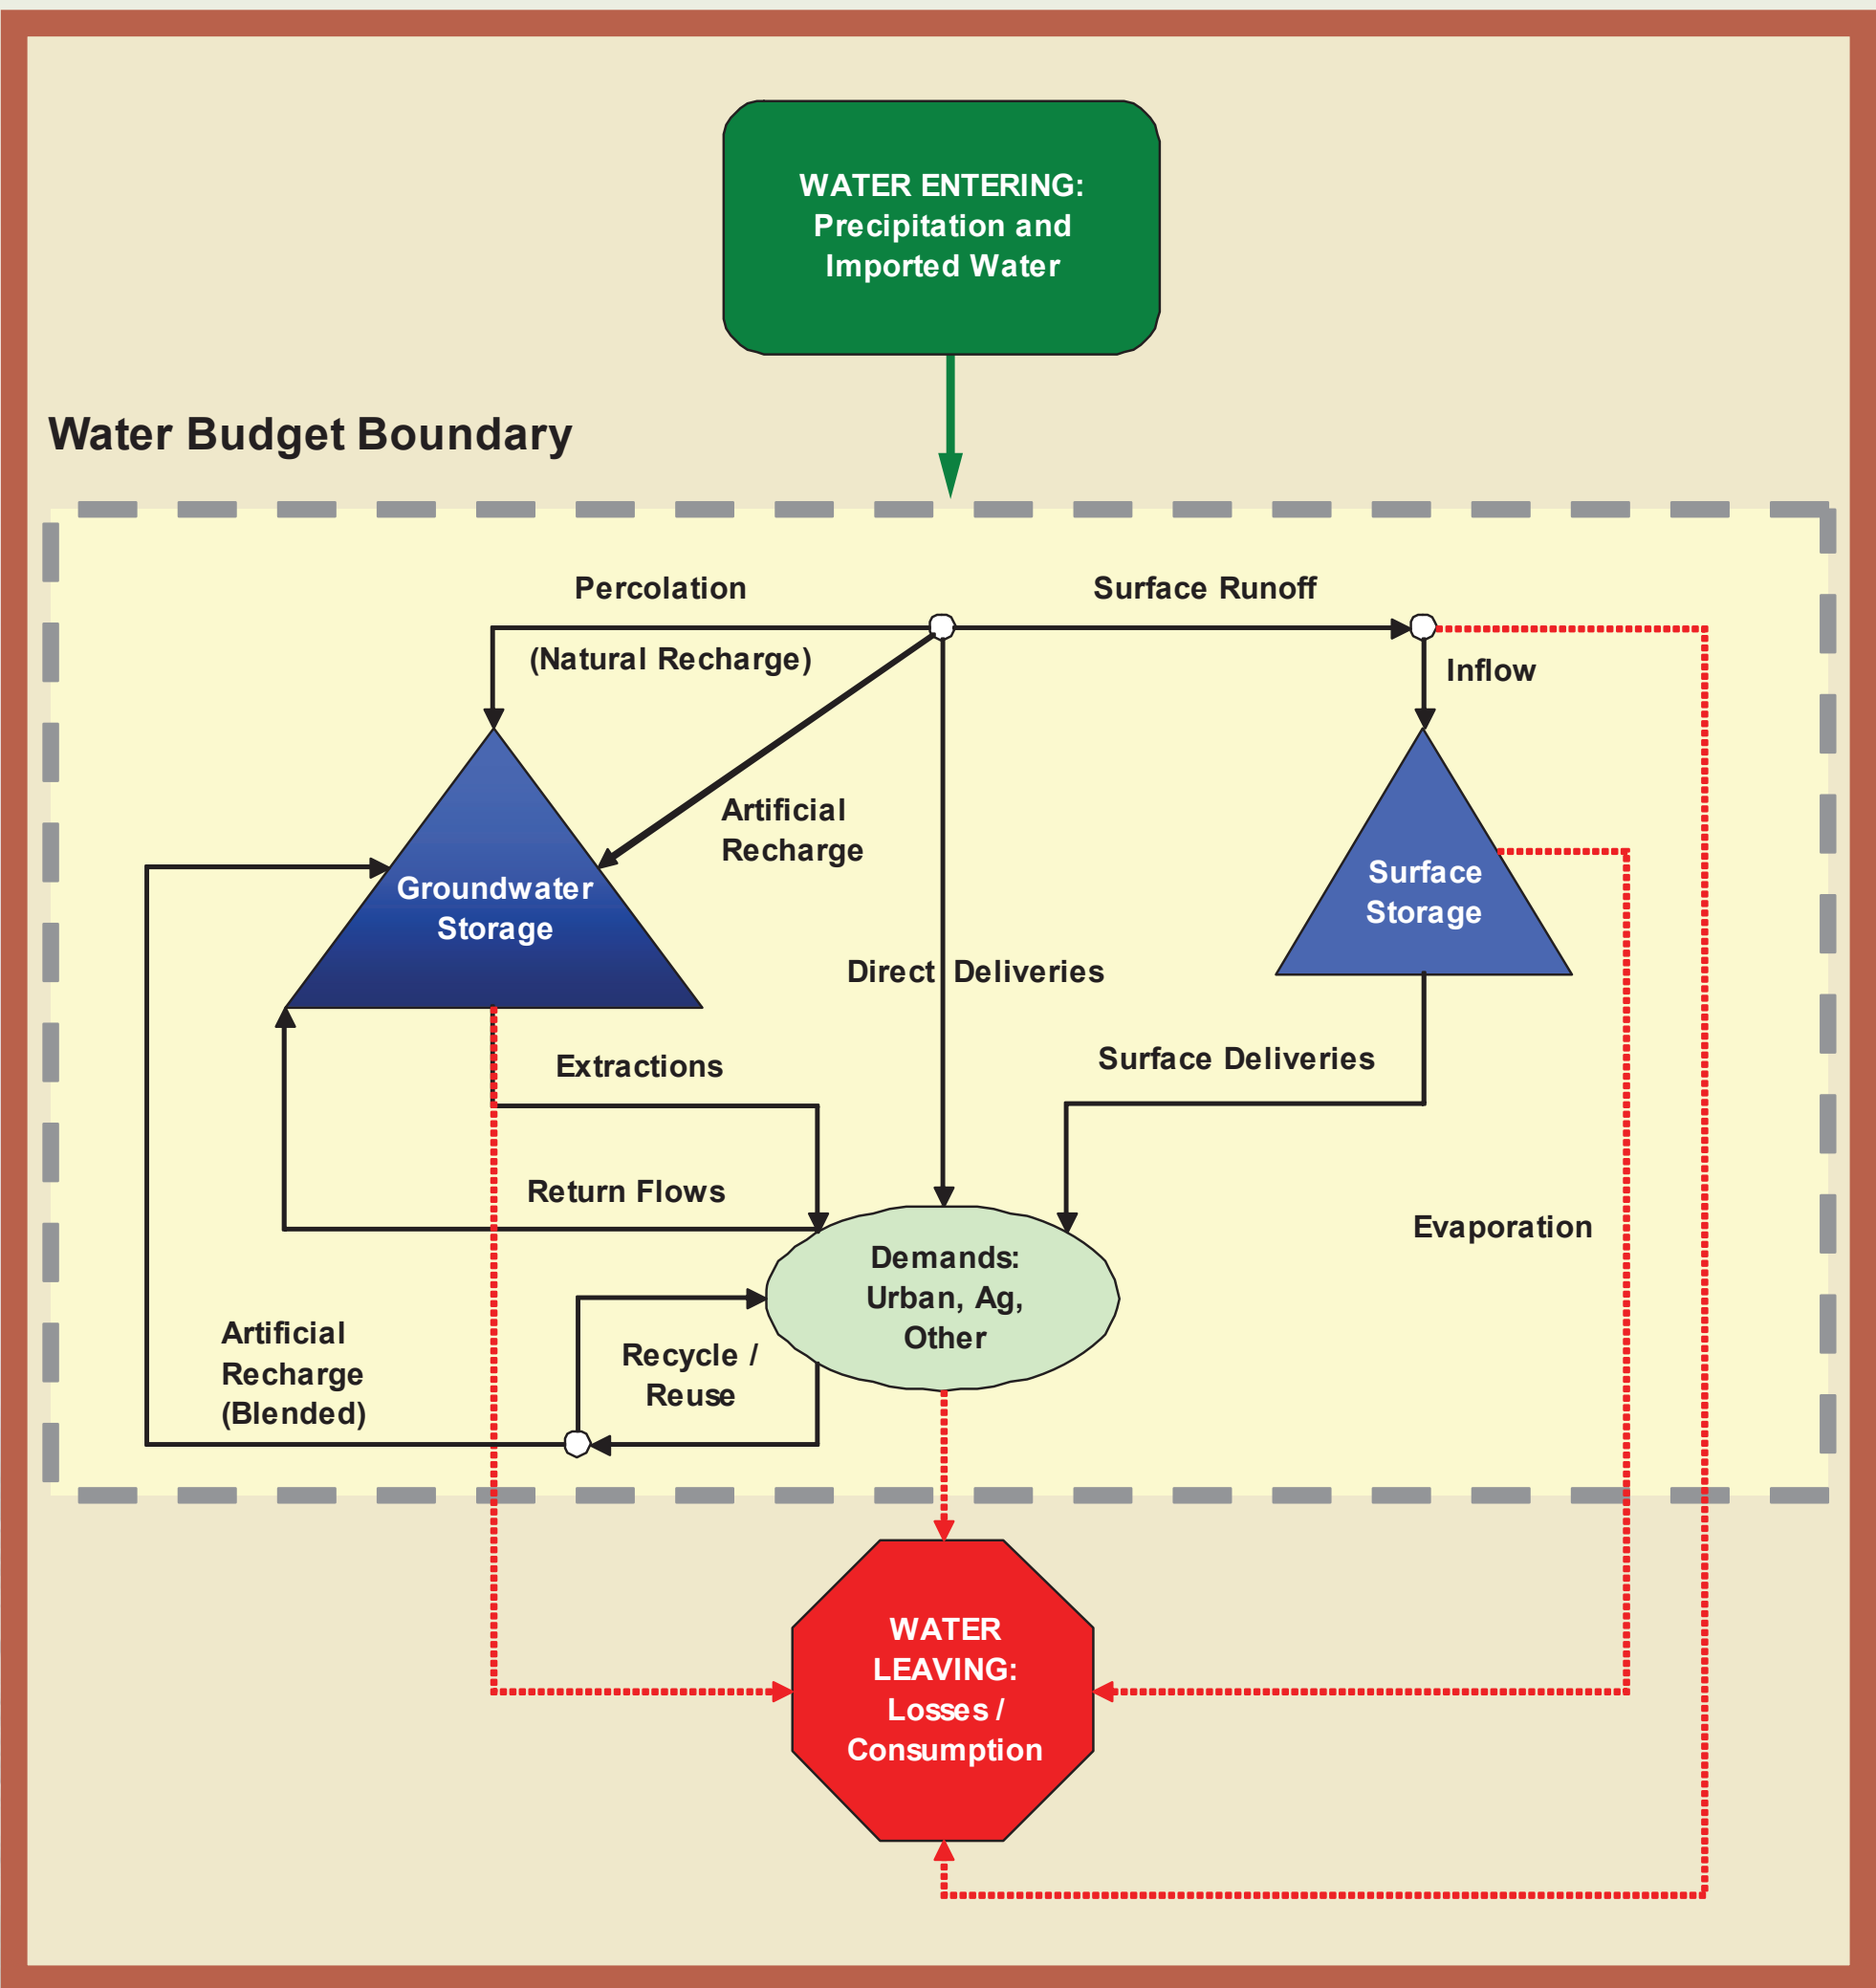 WATER ENTERING:
Precipitation and
Imported Water
Water Budget Boundary
Percolation
(Natural Recharge)
Surface Runoff
Inflow
Artificial
Recharge
Groundwater
Storage
Surface
Storage
Direct Deliveries
Extractions
Surface Deliveries
Return Flows
Evaporation
Demands:
Urban, Ag,
Other
Artificial
Recharge
(Blended)
Recycle /
Reuse
WATER
LEAVING:
Losses /
Consumption